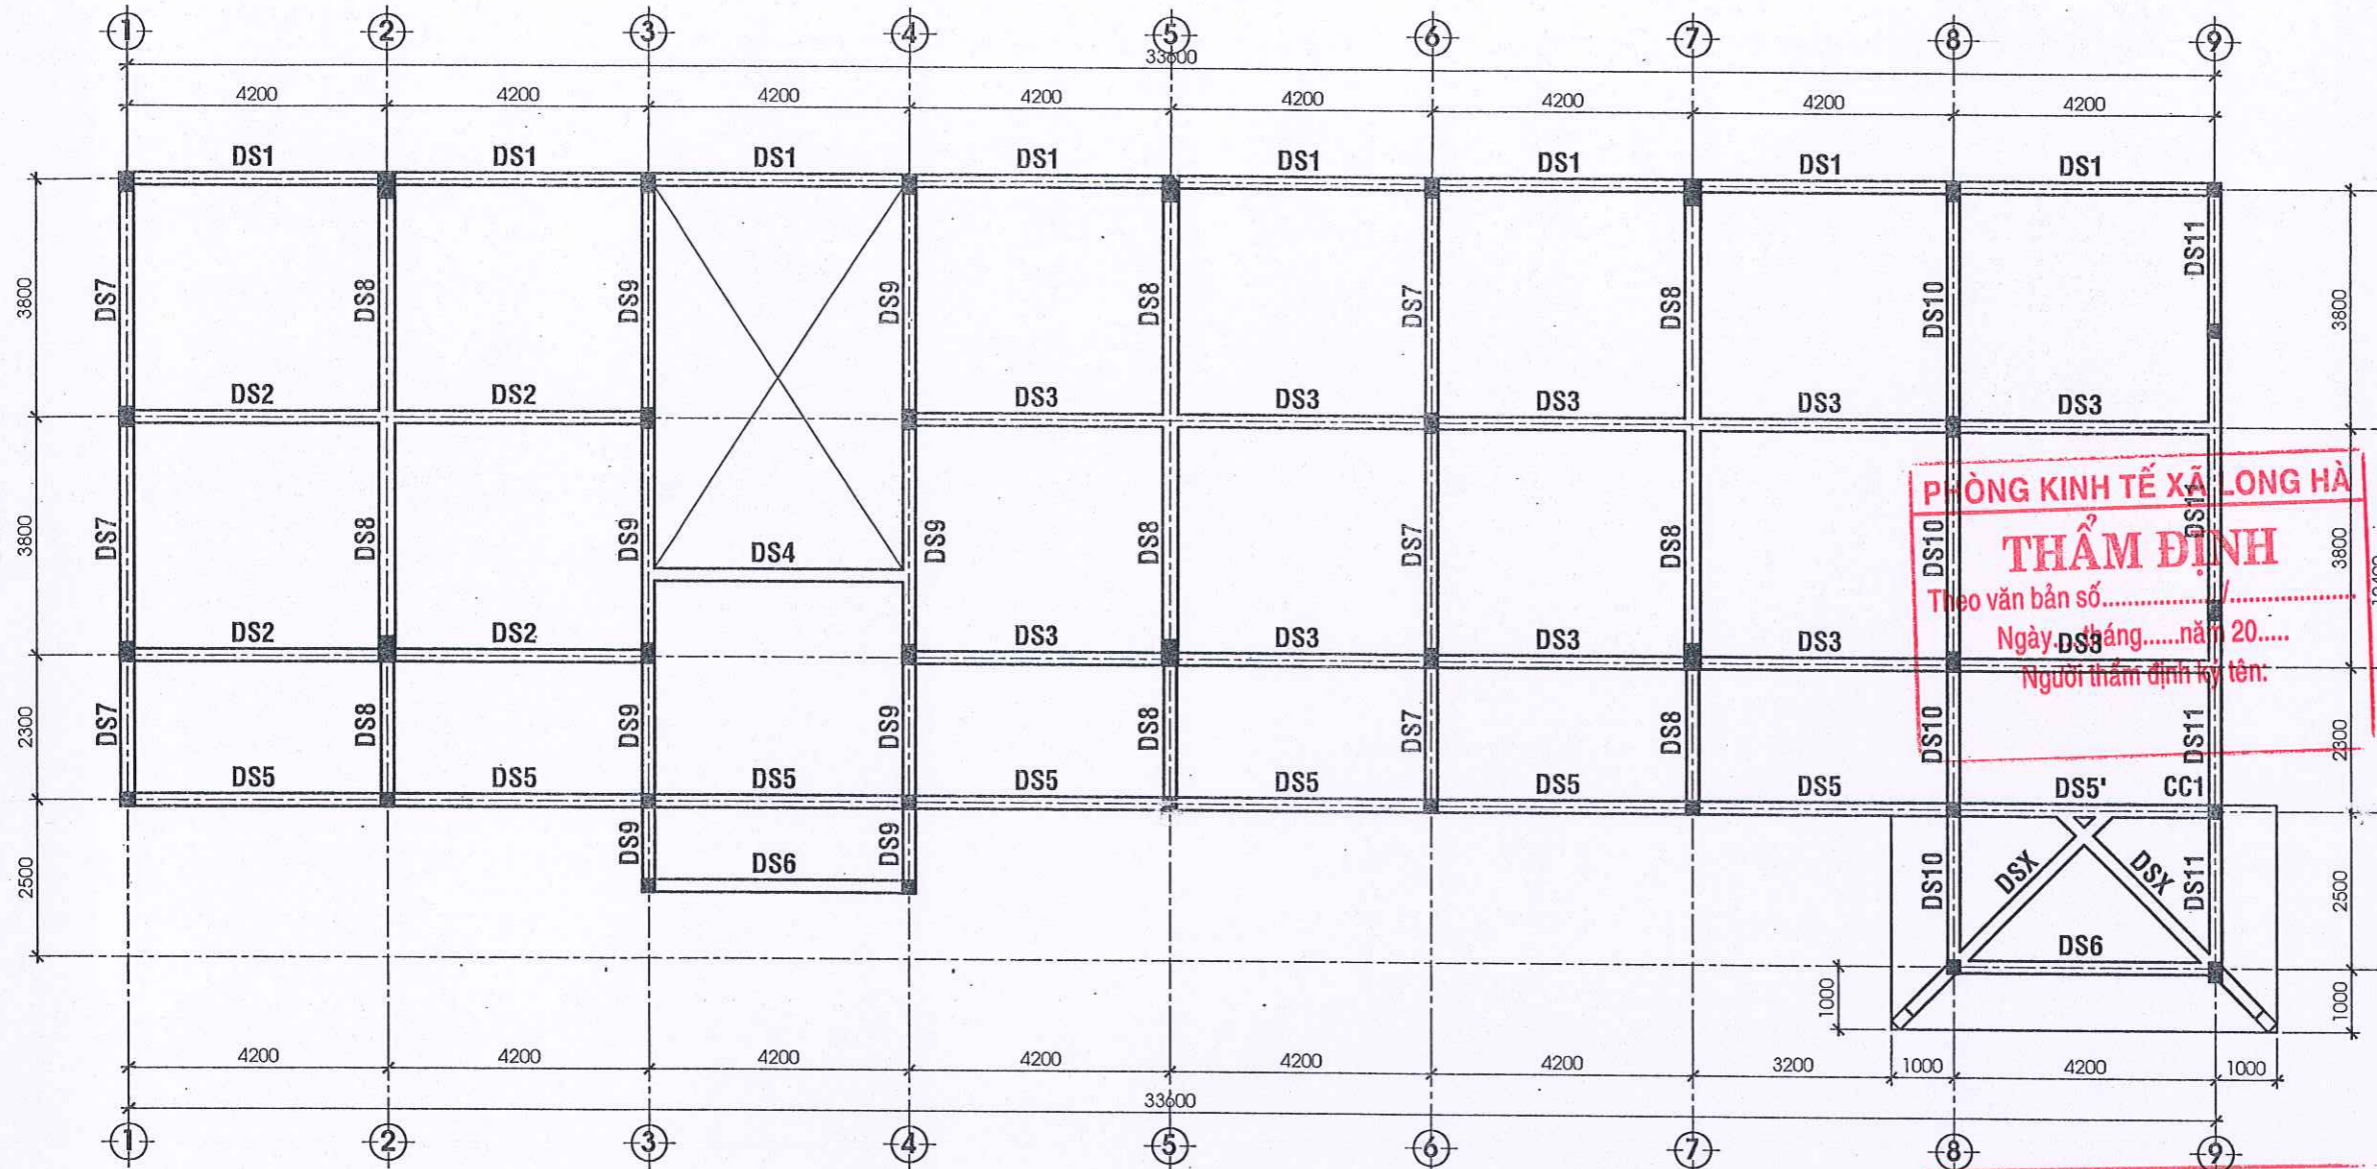 1 2 3 4 5 6 7 8 9
33600
4200 4200 4200 4200 4200 4200 4200 4200
DS1 DS1 DS1 DS1 DS1 DS1 DS1 DS1
3800 DS7 DS8 DS9 DS9 DS8 DS7 DS8 DS10 DS11 3800
DS2 DS2 DS3 DS3 DS3 DS3 DS3
PHÒNG KINH TẾ XÃ LONG HÀ
THẨM ĐỊNH
Theo văn bản số................/..................
Ngày......tháng......năm 20.....
Người thẩm định ký tên:
3800 DS7 DS8 DS9 DS9 DS8 DS7 DS8 DS10 DS11 3800
DS4
DS2 DS2 DS3 DS3 DS3 DS3 DS3
2300 DS7 DS8 DS9 DS9 DS8 DS7 DS8 DS10 DS11 2300
DS5 DS5 DS5 DS5 DS5 DS5 DS5 DS5' CC1
2500 DS9 DS9 DS10 DSX DSX DS11 2500
DS6 DS6
1000 1000
4200 4200 4200 4200 4200 4200 3200 1000 4200 1000
33600
1 2 3 4 5 6 7 8 9